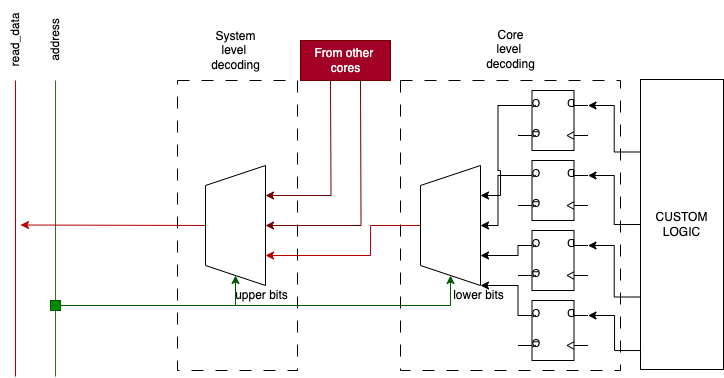 read_data
address
System
level
decoding
From other
cores
Core
level
decoding
CUSTOM
LOGIC
upper bits
lower bits